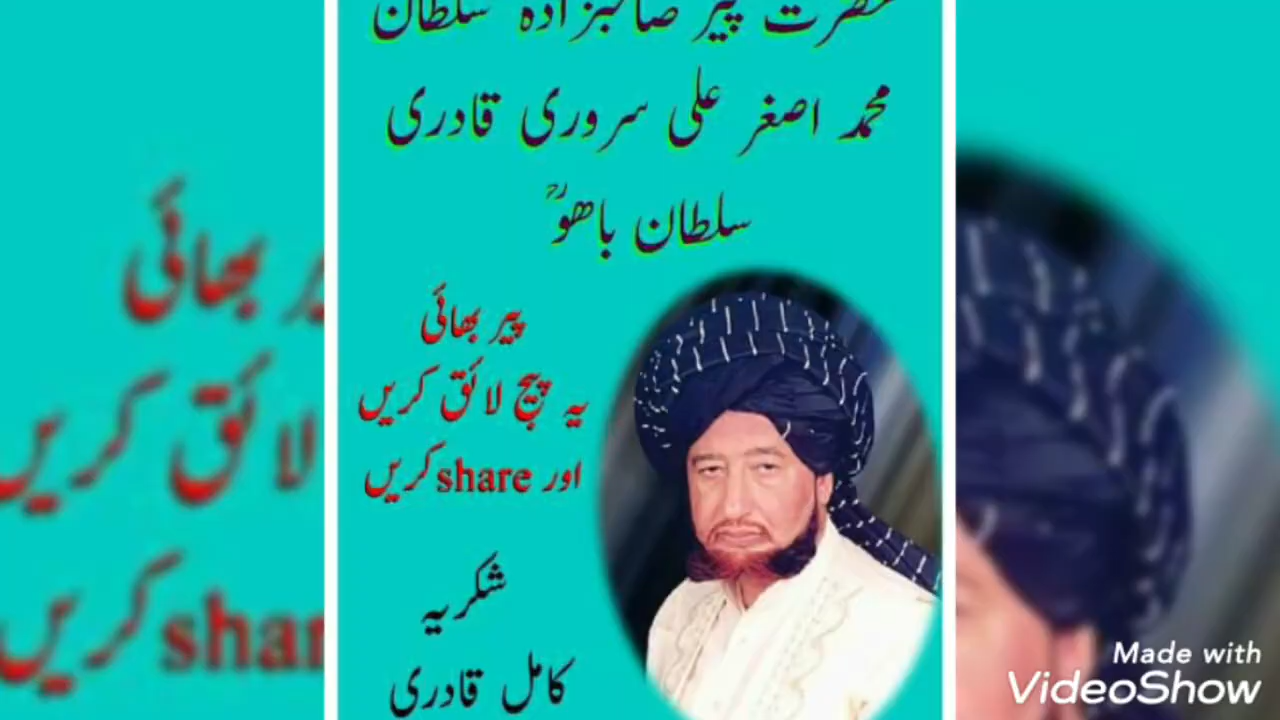 حضرت پیر صاحبزادہ سلطان
محمد اصغر علی سروری قادری
سلطان باھوؒ
پیر بھائی
یہ پیج لائق کریں
اور share کریں
شکریہ
کامل قادری
Made with
VideoShow